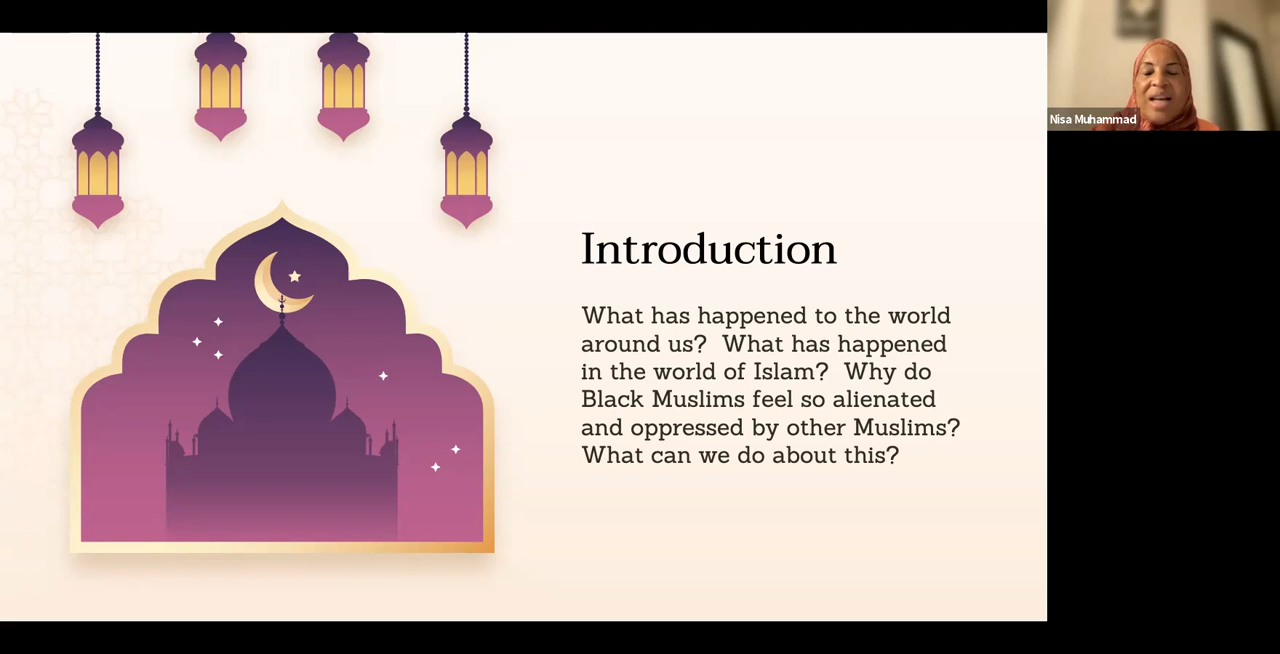 Introduction
What has happened to the world
around us?  What has happened
in the world of Islam?  Why do
Black Muslims feel so alienated
and oppressed by other Muslims?
What can we do about this?
Nisa Muhammad